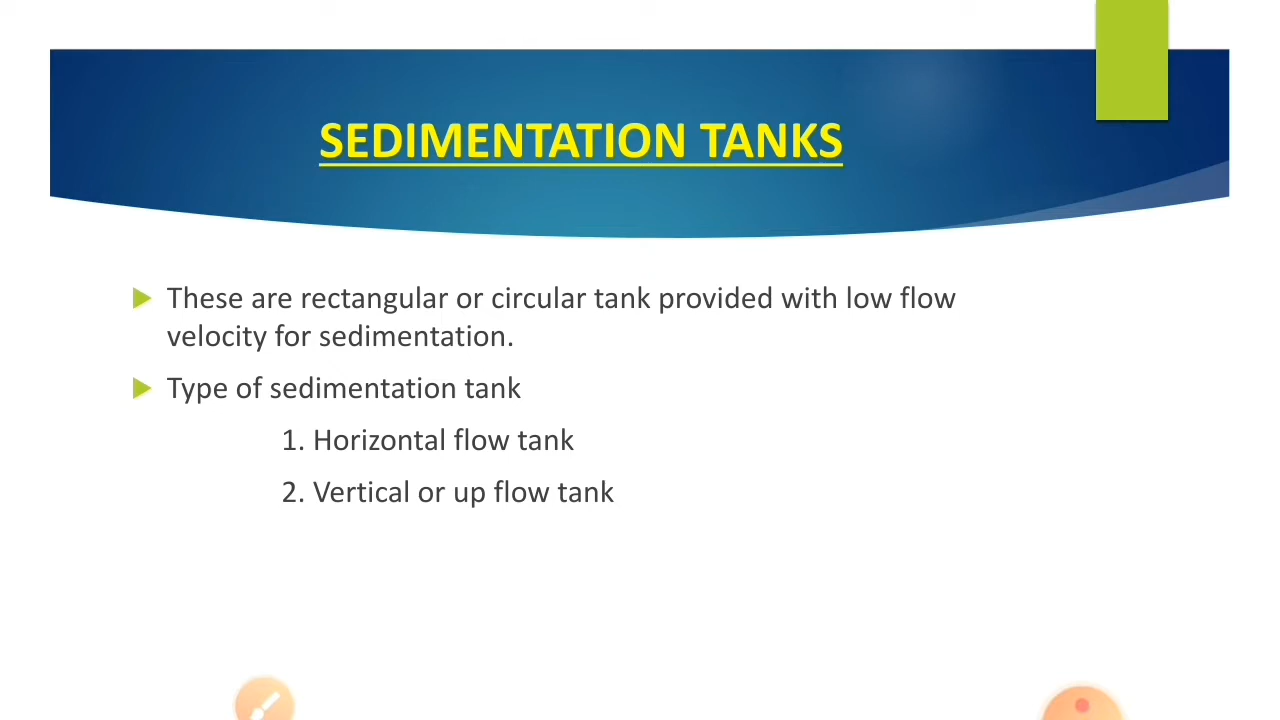 SEDIMENTATION TANKS
These are rectangular or circular tank provided with low flow
velocity for sedimentation.
Type of sedimentation tank
1. Horizontal flow tank
2. Vertical or up flow tank